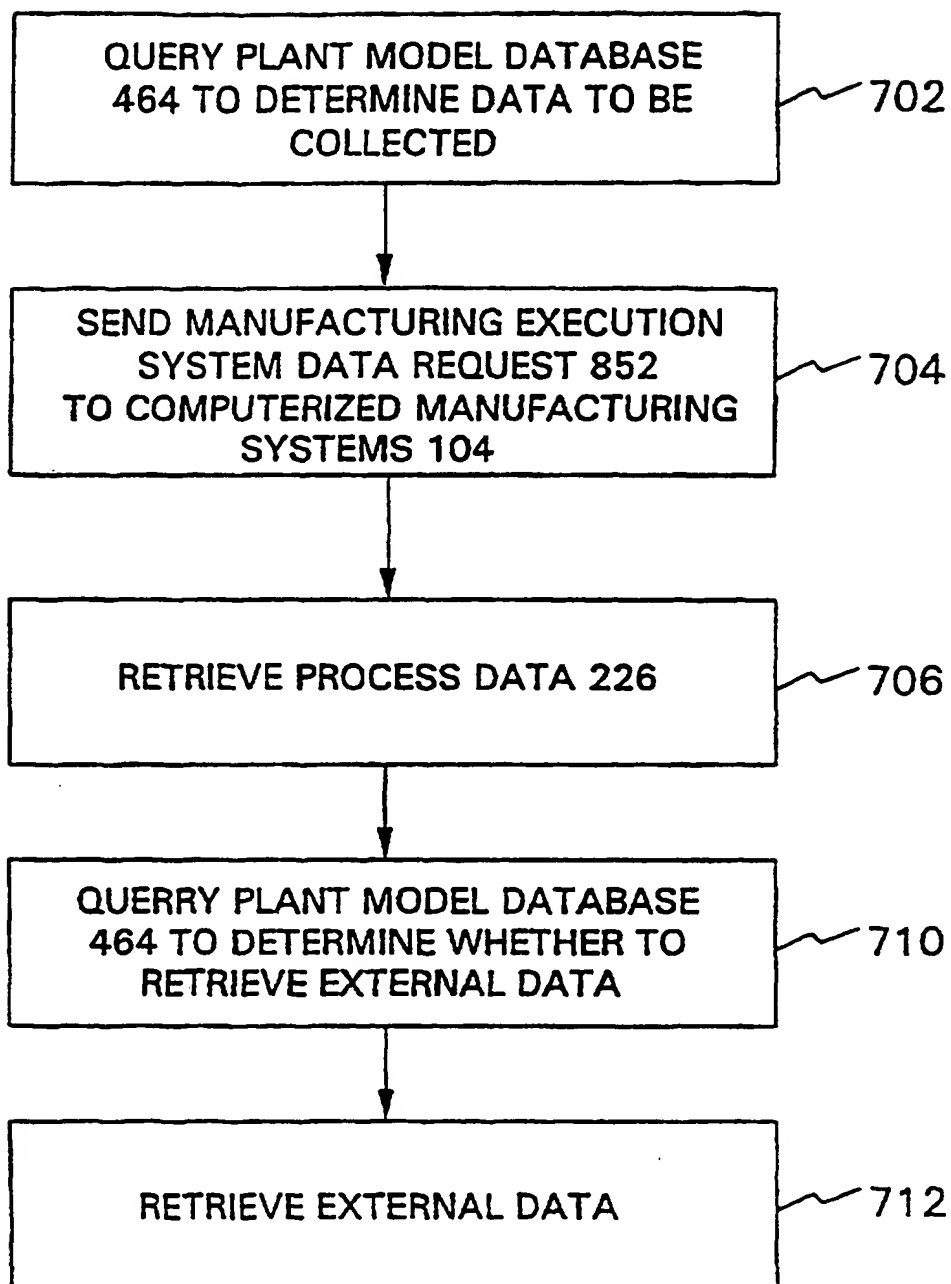 QUERY PLANT MODEL DATABASE
464 TO DETERMINE DATA TO BE
COLLECTED
702
SEND MANUFACTURING EXECUTION
SYSTEM DATA REQUEST 852
TO COMPUTERIZED MANUFACTURING
SYSTEMS 104
704
RETRIEVE PROCESS DATA 226
706
QUERRY PLANT MODEL DATABASE
464 TO DETERMINE WHETHER TO
RETRIEVE EXTERNAL DATA
710
RETRIEVE EXTERNAL DATA
712